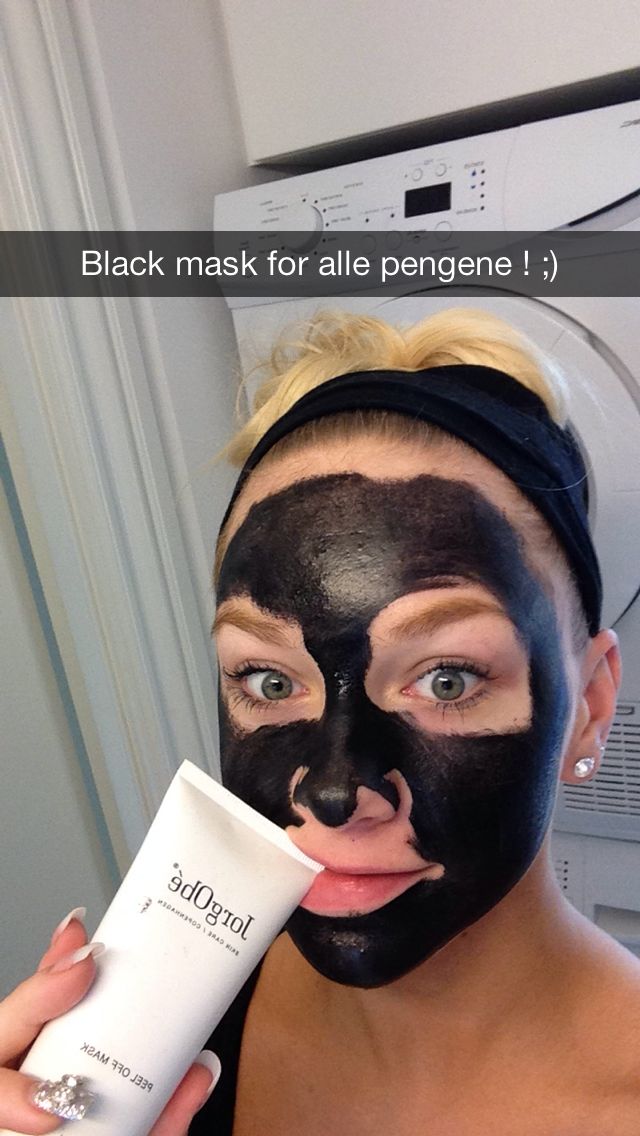 Black mask for alle pengene ! ;)
JorgObé®
SKIN CARE / COPENHAGEN
PEEL OFF MASK